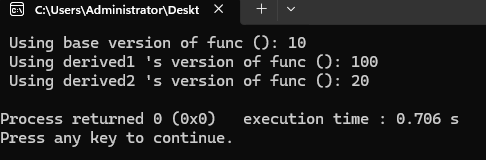 C:\Users\Administrator\Deskt
Using base version of func (): 10
Using derived1 's version of func (): 100
Using derived2 's version of func (): 20
Process returned 0 (0x0)   execution time : 0.706 s
Press any key to continue.